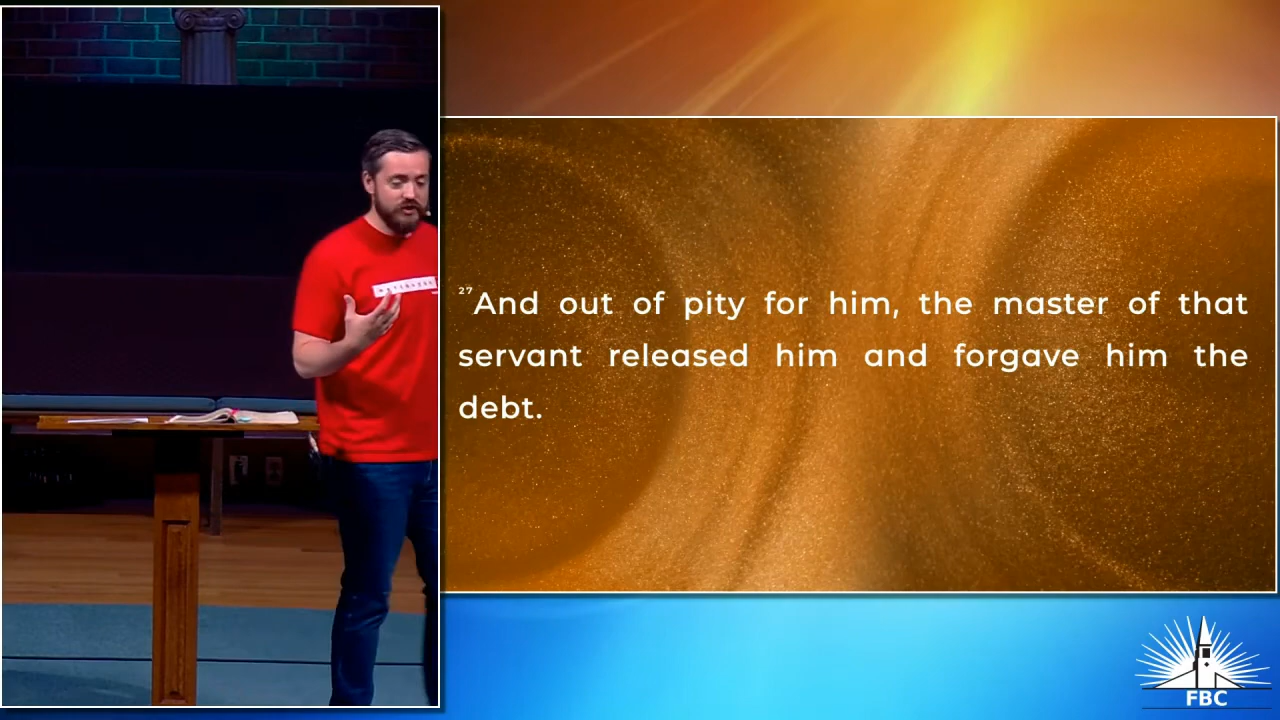 ²⁷And out of pity for him, the master of that
servant released him and forgave him the
debt.
FBC